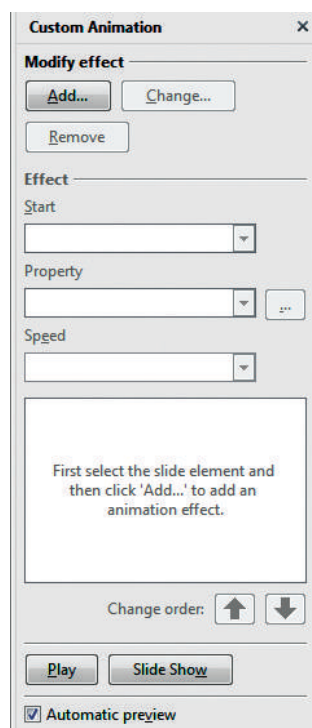 Custom Animation
Modify effect
Add... Change...
Remove
Effect
Start
Property
...
Speed
First select the slide element and
then click 'Add...' to add an
animation effect.
Change order:
Play Slide Show
Automatic preview